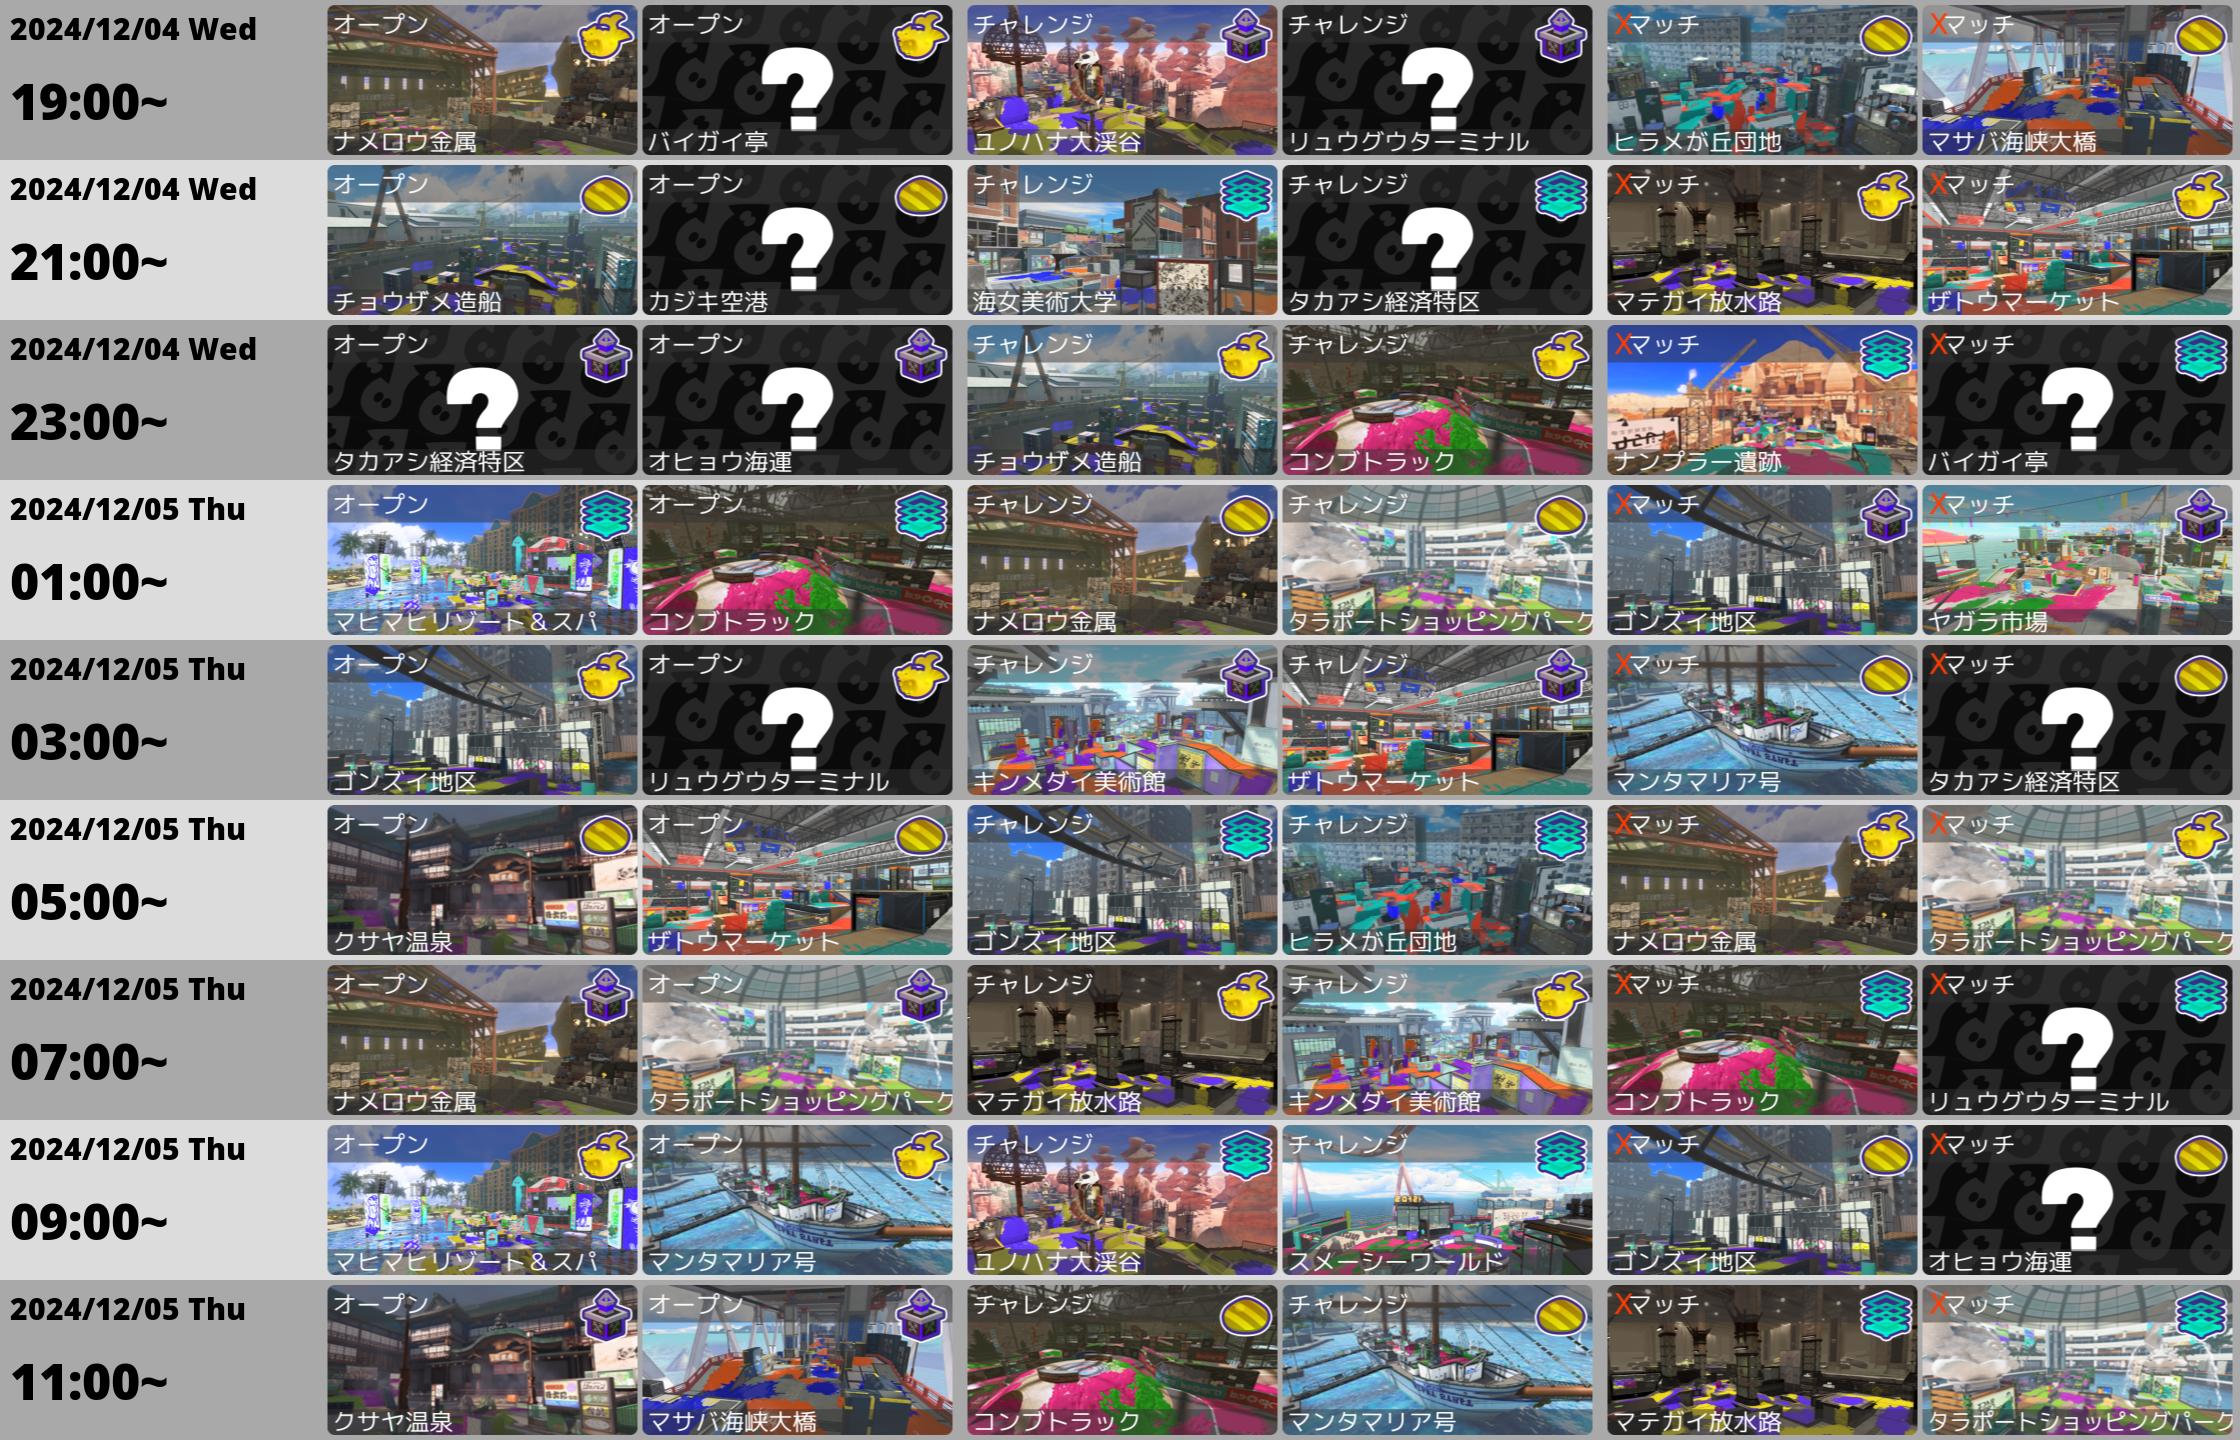 2024/12/04 Wed
19:00~
オープン
ナメロウ金属
オープン
バイガイ亭
チャレンジ
ユノハナ大渓谷
チャレンジ
リュウグウターミナル
Xマッチ
ヒラメが丘団地
Xマッチ
マサバ海峡大橋
2024/12/04 Wed
21:00~
オープン
チョウザメ造船
オープン
カジキ空港
チャレンジ
海女美術大学
チャレンジ
タカアシ経済特区
Xマッチ
マテガイ放水路
Xマッチ
ザトウマーケット
2024/12/04 Wed
23:00~
オープン
タカアシ経済特区
オープン
オヒョウ海運
チャレンジ
チョウザメ造船
チャレンジ
コンブトラック
Xマッチ
ナンプラー遺跡
Xマッチ
バイガイ亭
2024/12/05 Thu
01:00~
オープン
マヒマヒリゾート＆スパ
オープン
コンブトラック
チャレンジ
ナメロウ金属
チャレンジ
タラポートショッピングパーク
Xマッチ
ゴンズイ地区
Xマッチ
ヤガラ市場
2024/12/05 Thu
03:00~
オープン
ゴンズイ地区
オープン
リュウグウターミナル
チャレンジ
キンメダイ美術館
チャレンジ
ザトウマーケット
Xマッチ
マンタマリア号
Xマッチ
タカアシ経済特区
2024/12/05 Thu
05:00~
オープン
クサヤ温泉
オープン
ザトウマーケット
チャレンジ
ゴンズイ地区
チャレンジ
ヒラメが丘団地
Xマッチ
ナメロウ金属
Xマッチ
タラポートショッピングパーク
2024/12/05 Thu
07:00~
オープン
ナメロウ金属
オープン
タラポートショッピングパーク
チャレンジ
マテガイ放水路
チャレンジ
キンメダイ美術館
Xマッチ
コンブトラック
Xマッチ
リュウグウターミナル
2024/12/05 Thu
09:00~
オープン
マヒマヒリゾート＆スパ
オープン
マンタマリア号
チャレンジ
ユノハナ大渓谷
チャレンジ
スメーシーワールド
Xマッチ
ゴンズイ地区
Xマッチ
オヒョウ海運
2024/12/05 Thu
11:00~
オープン
クサヤ温泉
オープン
マサバ海峡大橋
チャレンジ
コンブトラック
チャレンジ
マンタマリア号
Xマッチ
マテガイ放水路
Xマッチ
タラポートショッピングパーク